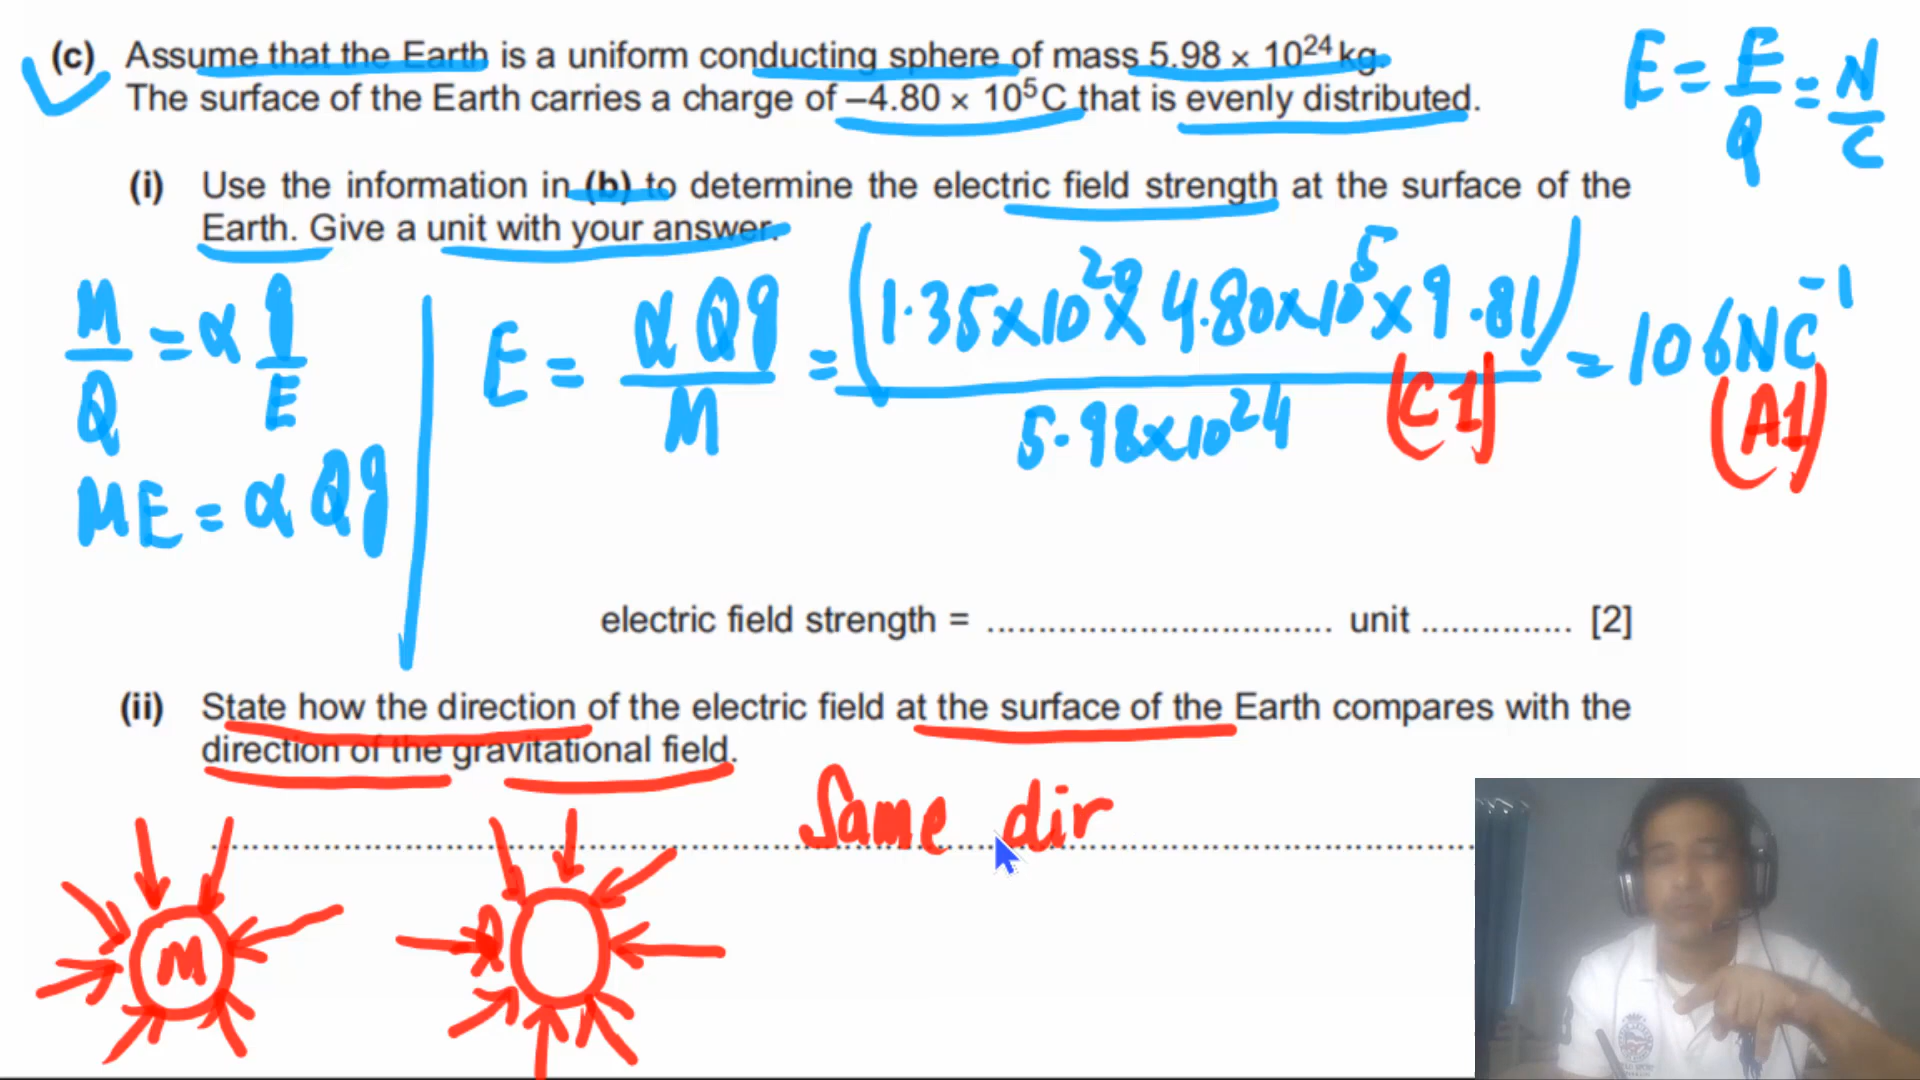 (c) Assume that the Earth is a uniform conducting sphere of mass 5.98 × 10²⁴ kg.
The surface of the Earth carries a charge of –4.80 × 10⁵ C that is evenly distributed.
E = F/q = N/C
(i) Use the information in (b) to determine the electric field strength at the surface of the
Earth. Give a unit with your answer.
M/Q = α g/E
E = αQg/M = (1.35×10²⁰ × 4.80×10⁵ × 9.81)/5.98×10²⁴ = 106NC⁻¹
(C1)
(A1)
ME = αQg
electric field strength = ................................. unit ............... [2]
(ii) State how the direction of the electric field at the surface of the Earth compares with the
direction of the gravitational field.
Same dir
M